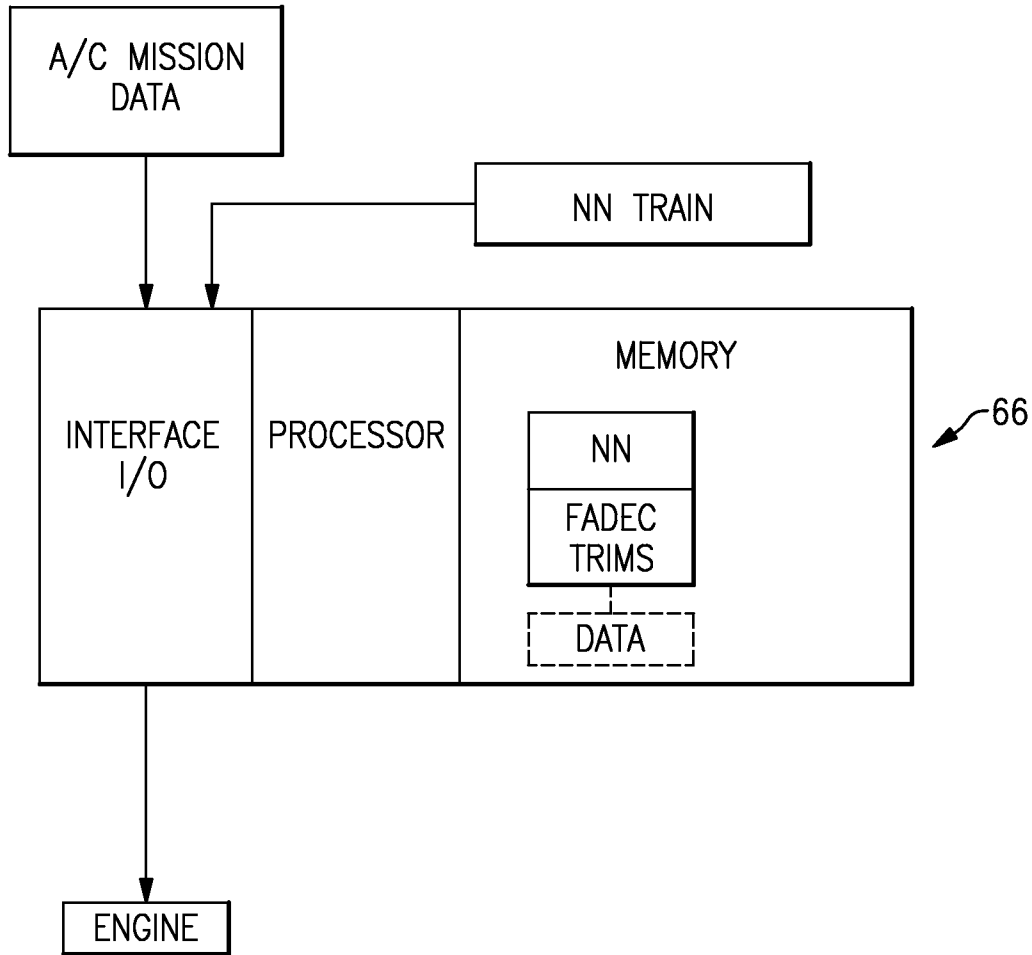 A/C MISSION
DATA
NN TRAIN
MEMORY
INTERFACE
I/O
PROCESSOR
NN
FADEC
TRIMS
DATA
66
ENGINE